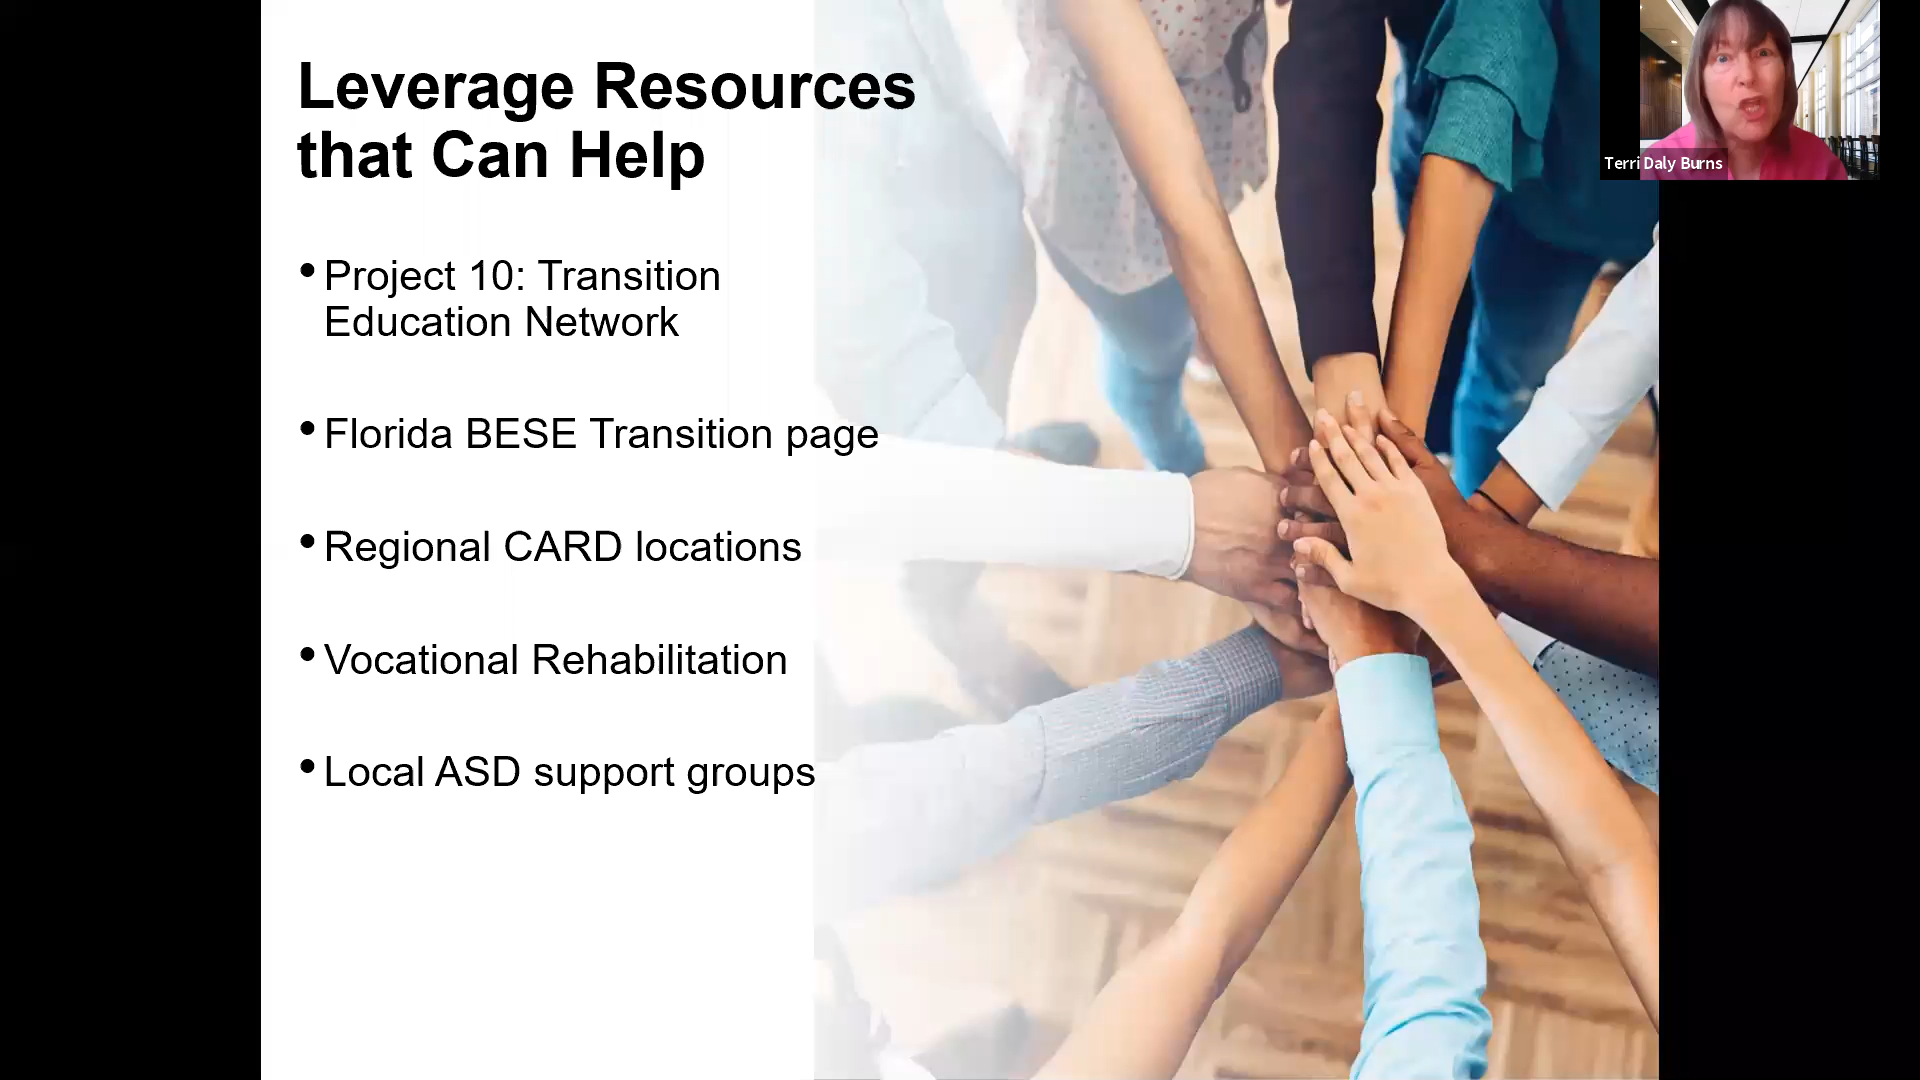 Leverage Resources
that Can Help
• Project 10: Transition
Education Network
• Florida BESE Transition page
• Regional CARD locations
• Vocational Rehabilitation
• Local ASD support groups
Terri Daly Burns